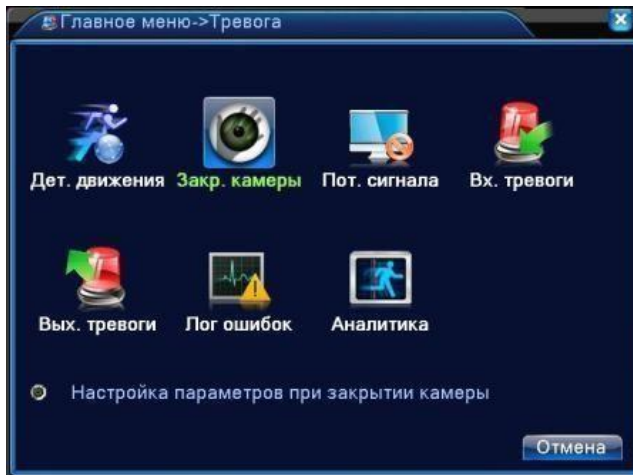 Главное меню->Тревога
Дет. движения Закр. камеры Пот. сигнала Вх. тревоги
Вых. тревоги Лог ошибок Аналитика
Настройка параметров при закрытии камеры
Отмена